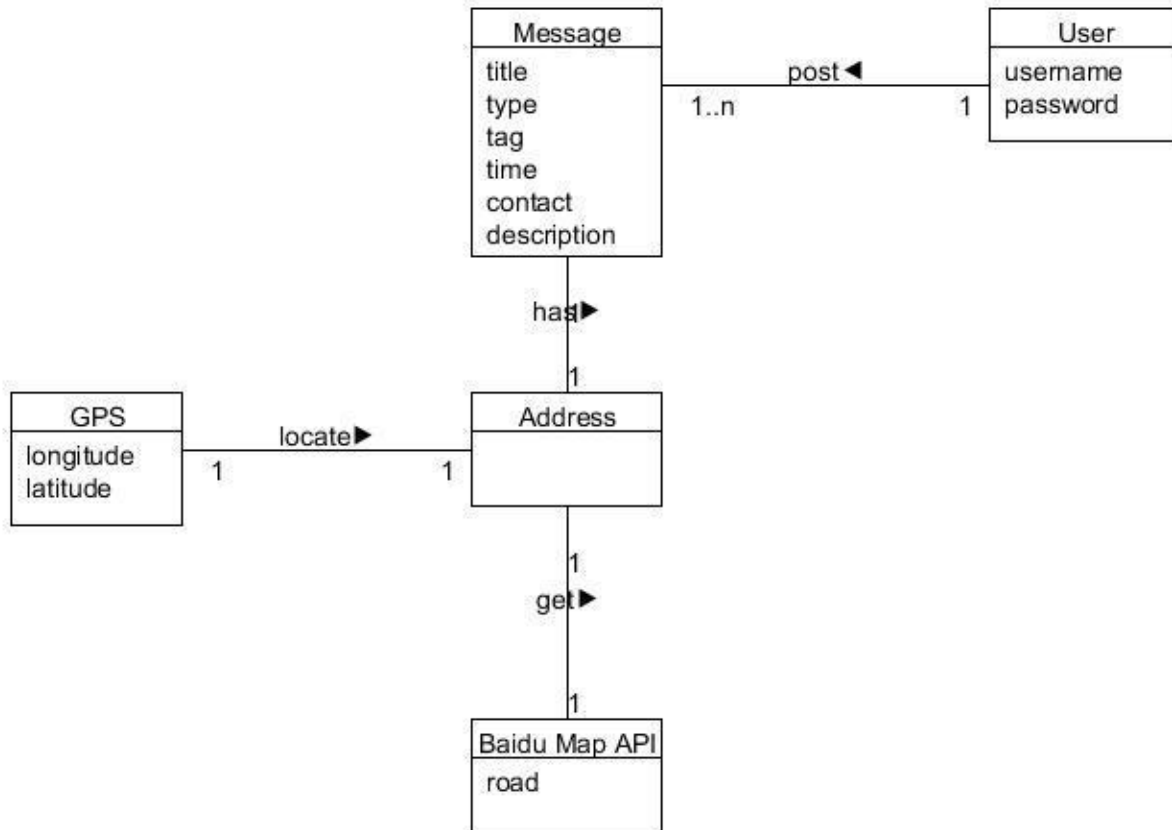 Message
title
type
tag
time
contact
description
post◀
1..n
1
User
username
password
has▶
1
1
GPS
longitude
latitude
locate▶
1
1
Address
1
get▶
1
Baidu Map API
road